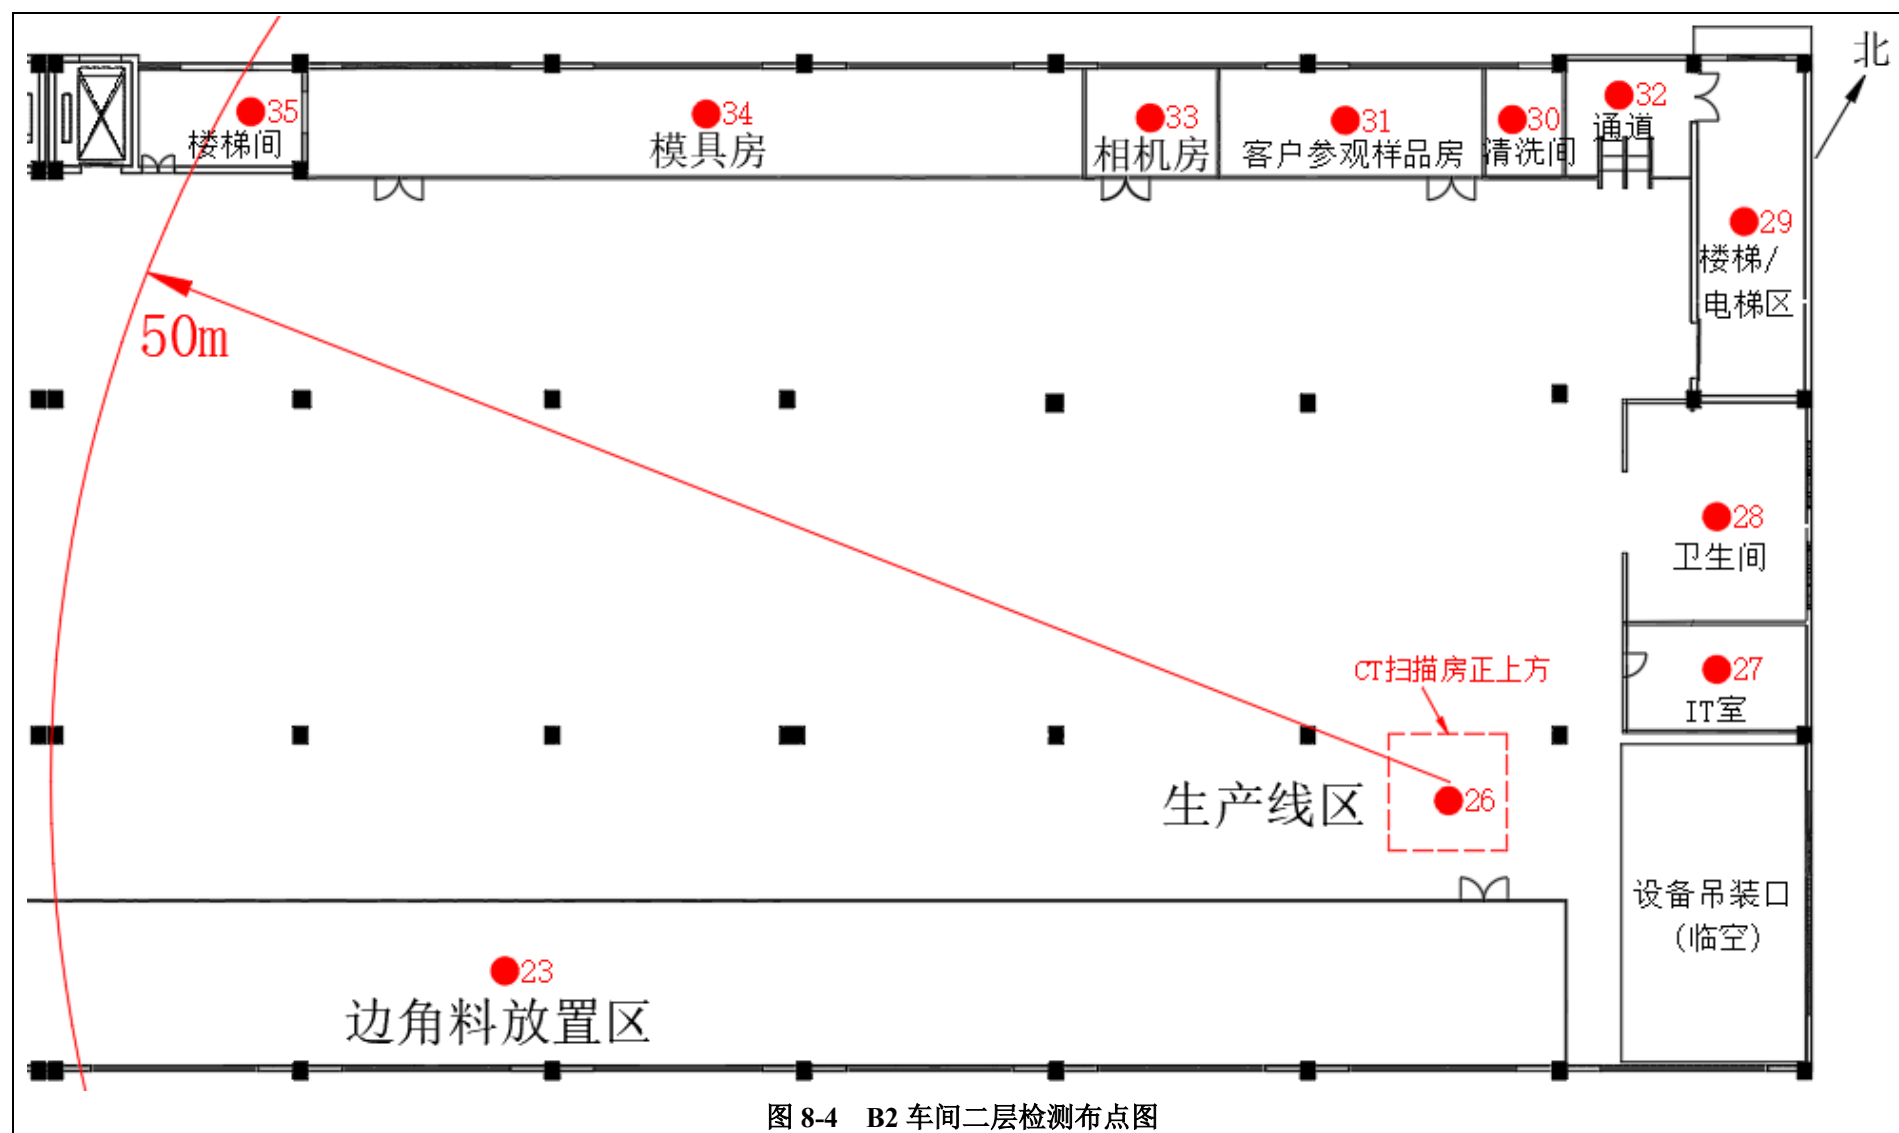 北
35
楼梯间
34
模具房
33
相机房
31
客户参观样品房
30
清洗间
32
通道
29
楼梯/
电梯区
50m
28
卫生间
CT扫描房正上方
27
IT室
生产线区
26
设备吊装口
(临空)
23
边角料放置区
图 8-4 B2 车间二层检测布点图